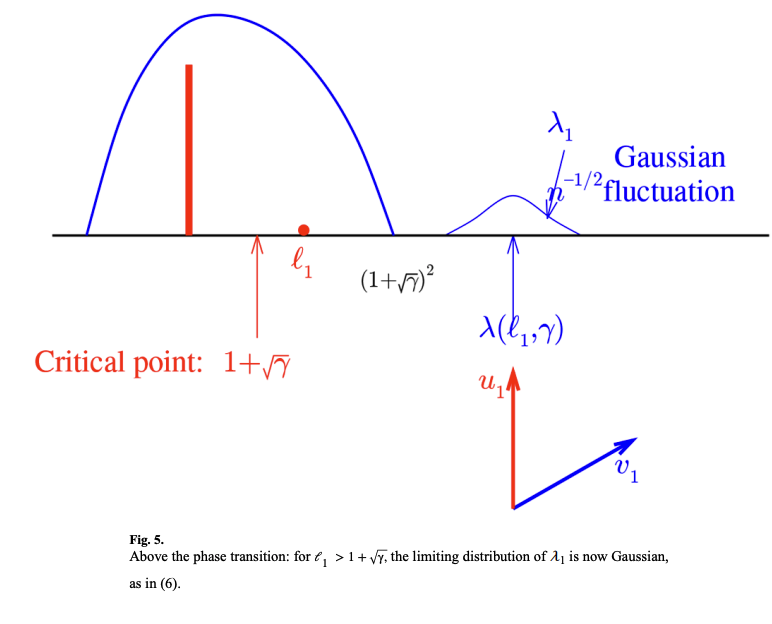 λ₁
Gaussian
n⁻¹/² fluctuation
ℓ₁
(1+√γ)²
λ(ℓ₁,γ)
Critical point: 1+√γ
u₁
v₁
Fig. 5.
Above the phase transition: for ℓ₁ > 1 + √γ, the limiting distribution of λ₁ is now Gaussian,
as in (6).